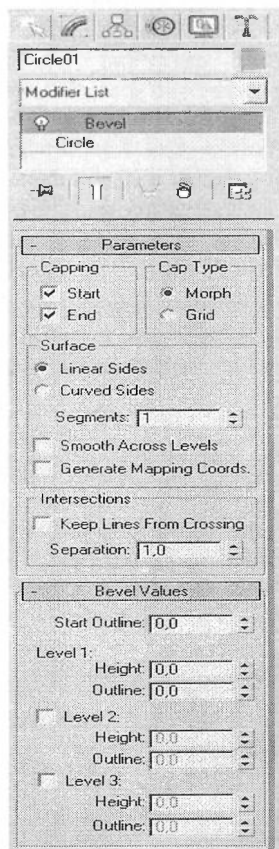 Circle01
Modifier List
Bevel
Circle
- Parameters
Capping
Start
End
Cap Type
Morph
Grid
Surface
Linear Sides
Curved Sides
Segments: 1
Smooth Across Levels
Generate Mapping Coords.
Intersections
Keep Lines From Crossing
Separation: 1,0
- Bevel Values
Start Outline: 0,0
Level 1:
Height: 0,0
Outline: 0,0
Level 2:
Height: 0,0
Outline: 0,0
Level 3:
Height: 0,0
Outline: 0,0